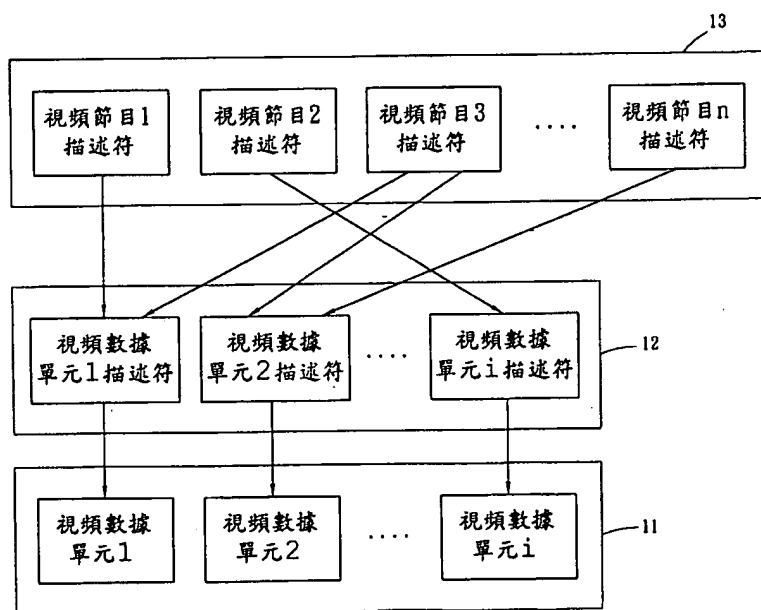 13
視頻節目1
描述符
視頻節目2
描述符
視頻節目3
描述符
....
視頻節目n
描述符
視頻數據
單元1描述符
視頻數據
單元2描述符
....
視頻數據
單元i描述符
12
視頻數據
單元1
視頻數據
單元2
....
視頻數據
單元i
11